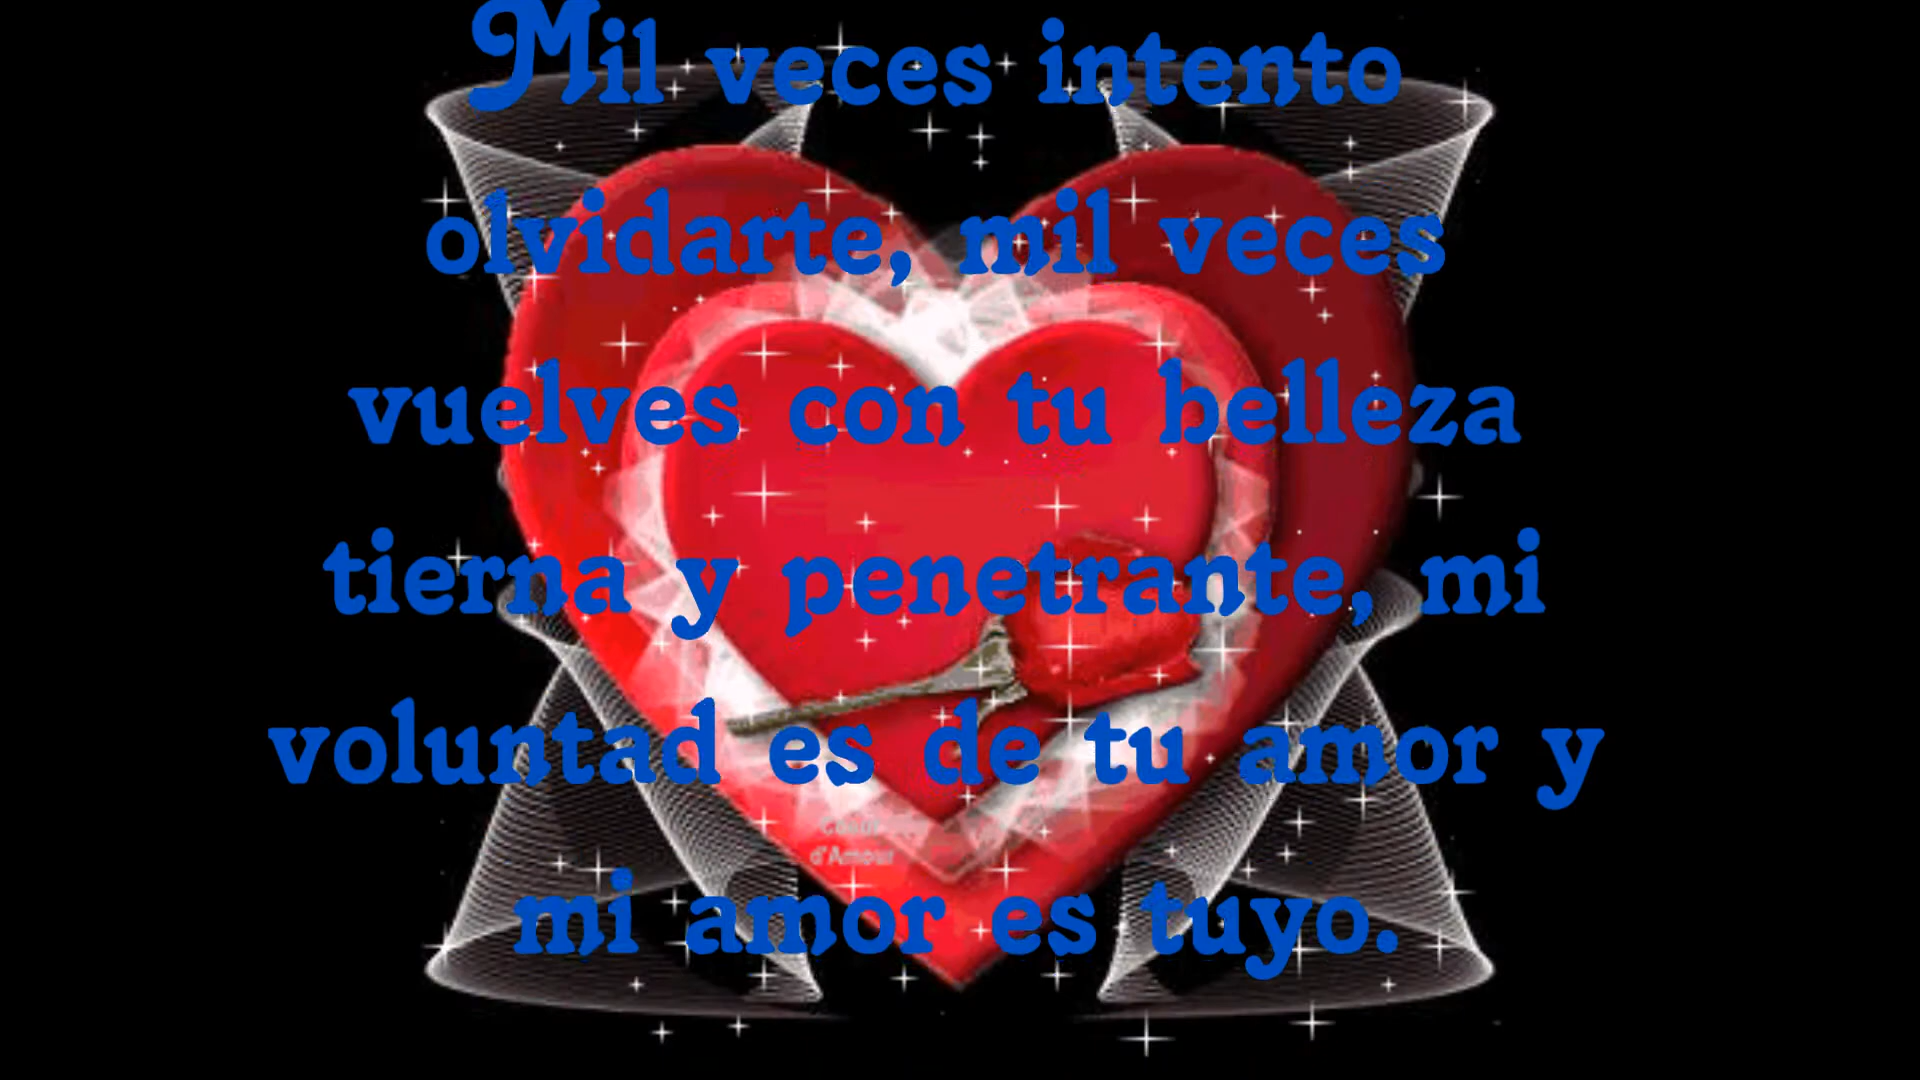 Mil veces intento
olvidarte, mil veces
vuelves con tu belleza
tierna y penetrante, mi
voluntad es de tu amor y
mi amor es tuyo.
d'Amour